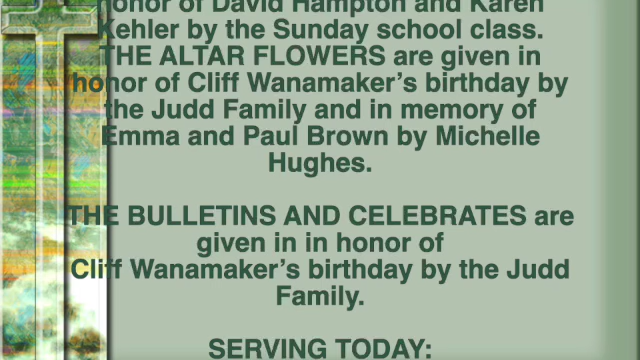 honor of David Hampton and Karen
Kehler by the Sunday school class.
THE ALTAR FLOWERS are given in
honor of Cliff Wanamaker’s birthday by
the Judd Family and in memory of
Emma and Paul Brown by Michelle
Hughes.
THE BULLETINS AND CELEBRATES are
given in in honor of
Cliff Wanamaker’s birthday by the Judd
Family.
SERVING TODAY: